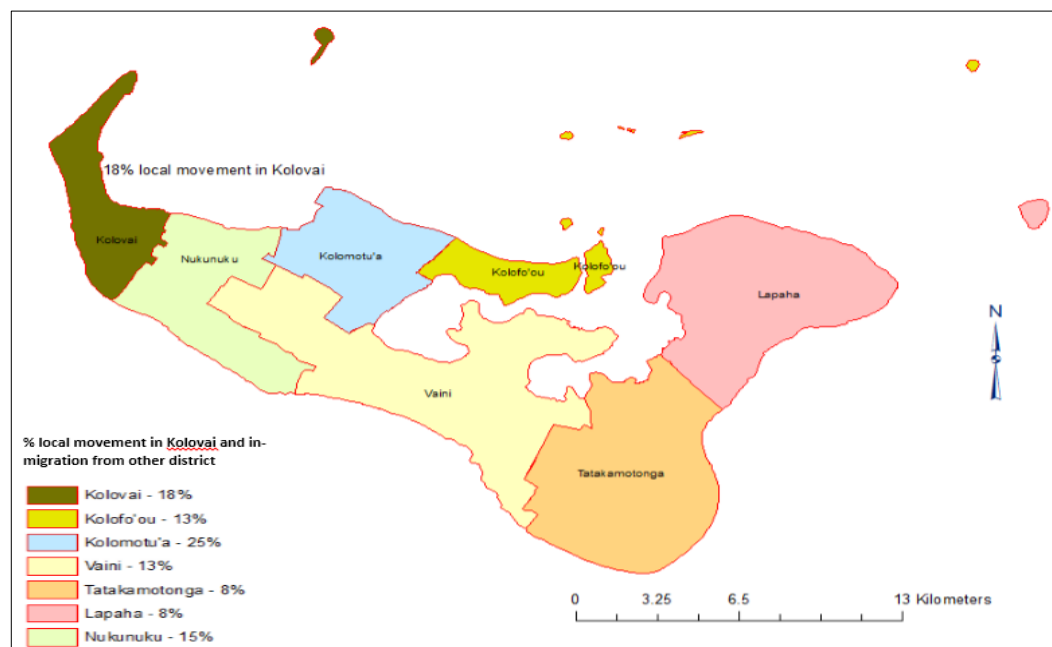 18% local movement in Kolovai
Kolovai
Nukunuku
Kolomotu'a
Kolofo'ou
Kolofo'ou
Lapaha
N
Vaini
Tatakamotonga
% local movement in Kolovai and in-
migration from other district
Kolovai - 18%
Kolofo'ou - 13%
Kolomotu'a - 25%
Vaini - 13%
Tatakamotonga - 8%
Lapaha - 8%
Nukunuku - 15%
0 3.25 6.5 13 Kilometers